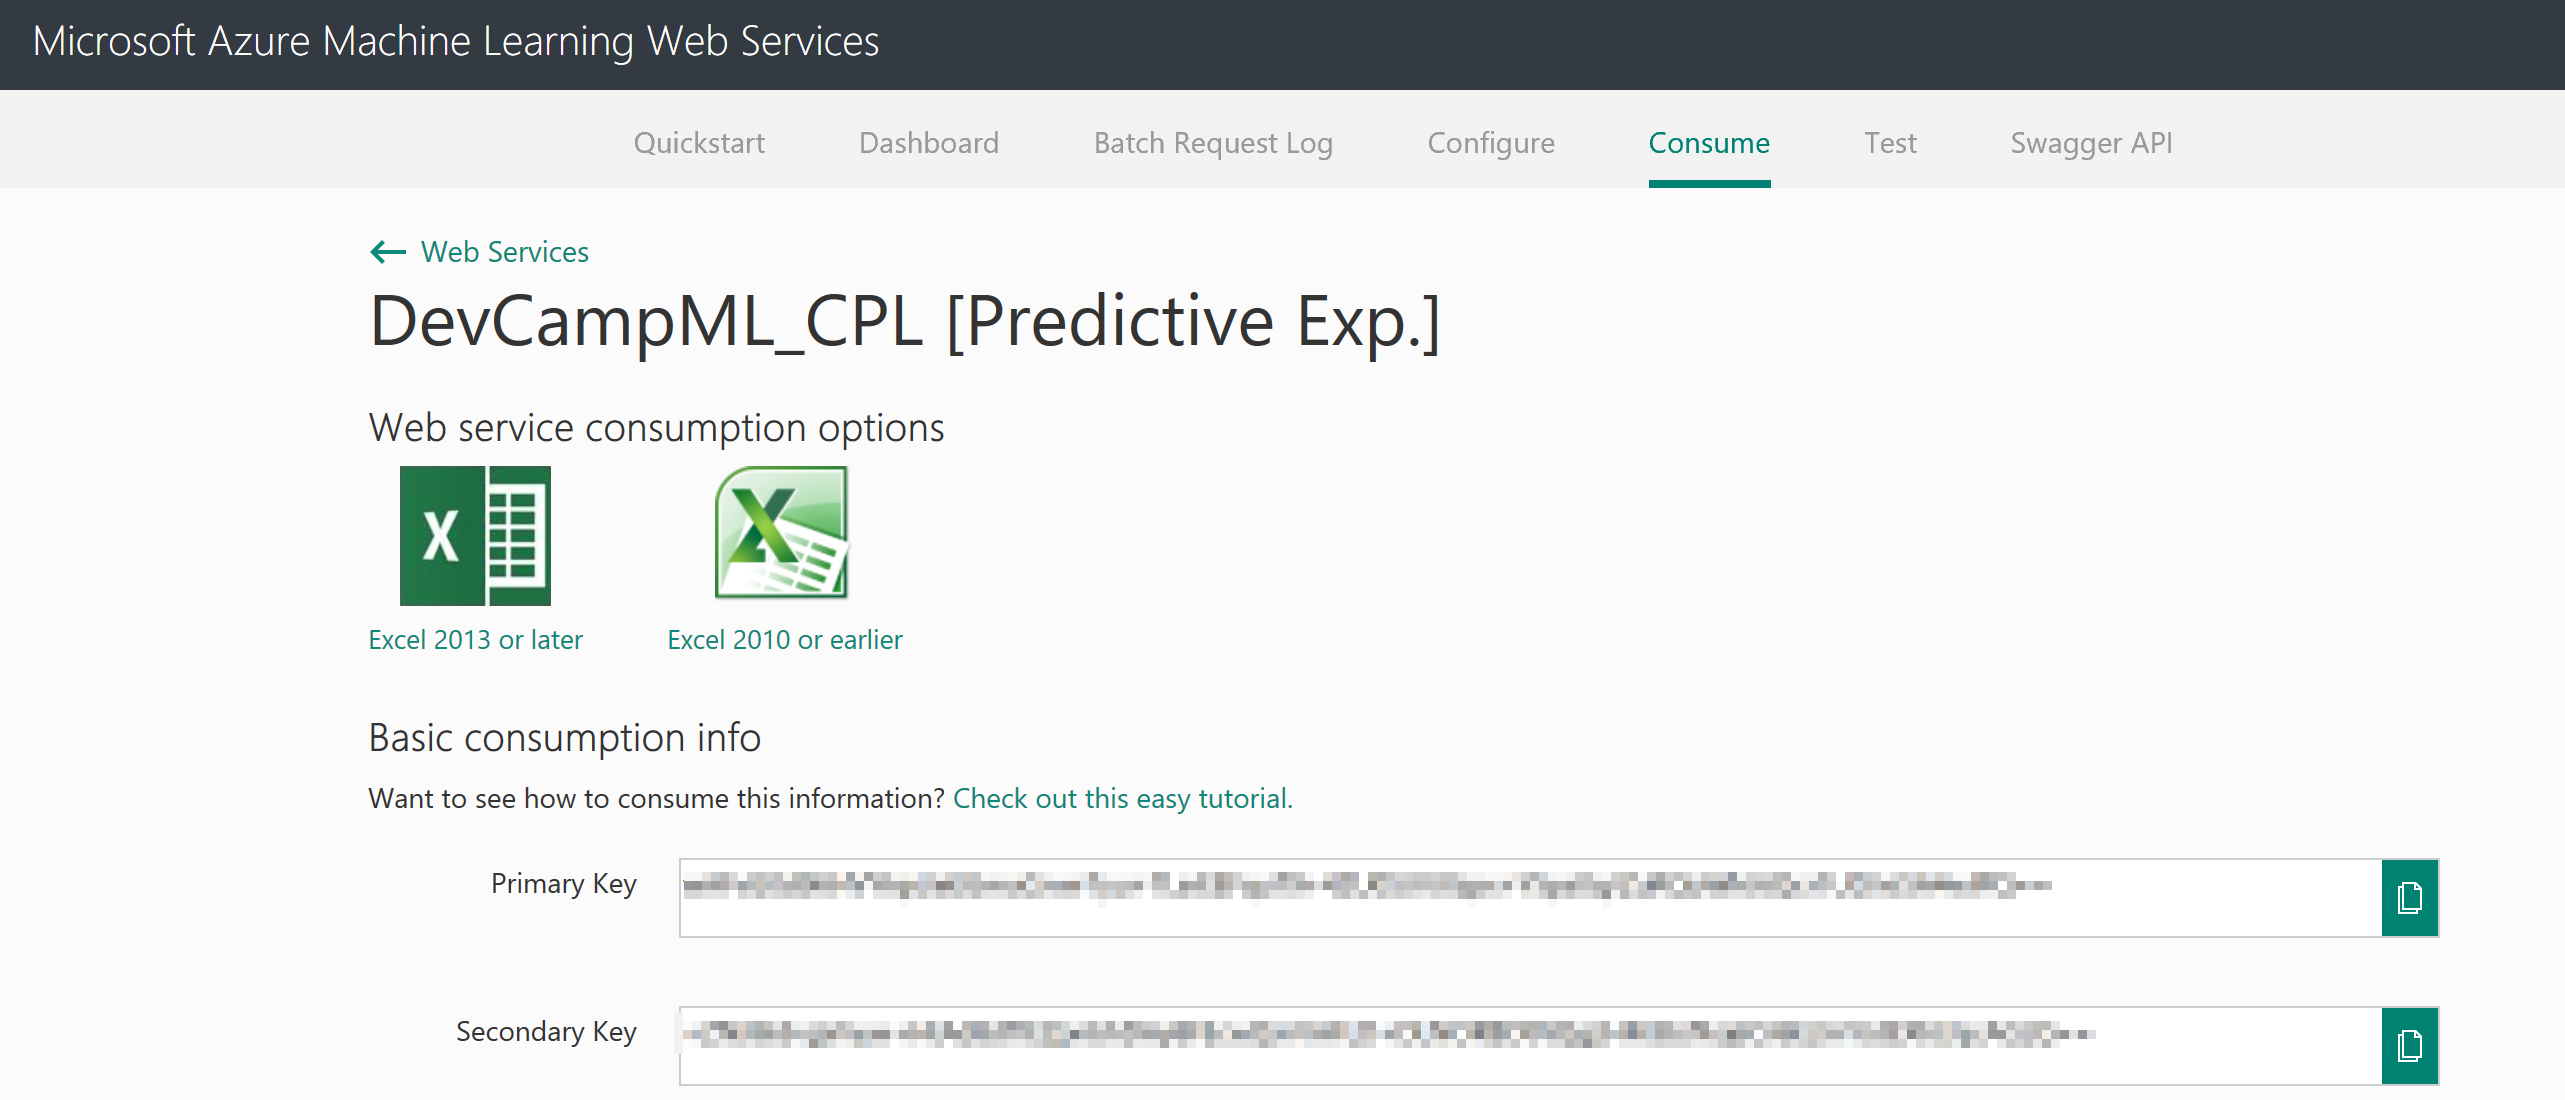 Microsoft Azure Machine Learning Web Services
Quickstart Dashboard Batch Request Log Configure Consume Test Swagger API
Web Services
DevCampML_CPL [Predictive Exp.]
Web service consumption options
Excel 2013 or later Excel 2010 or earlier
Basic consumption info
Want to see how to consume this information? Check out this easy tutorial.
Primary Key
Secondary Key